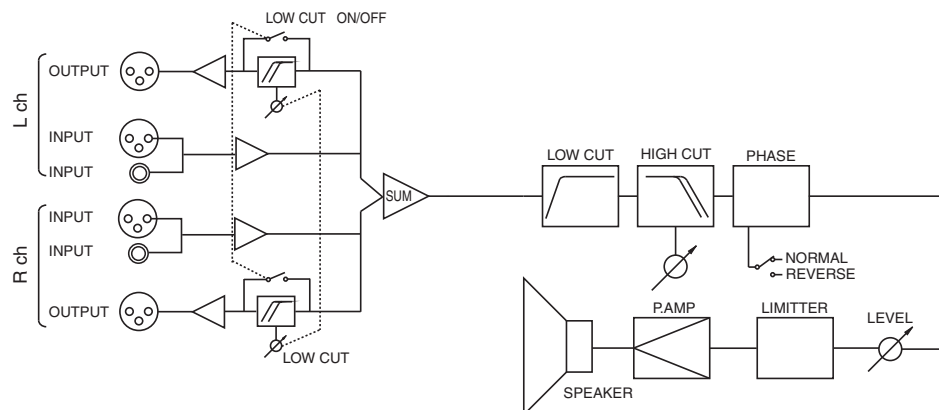 LOW CUT ON/OFF
L ch
OUTPUT
INPUT
INPUT
R ch
INPUT
INPUT
OUTPUT
LOW CUT
SUM
LOW CUT
HIGH CUT
PHASE
NORMAL
REVERSE
SPEAKER
P.AMP
LIMITTER
LEVEL